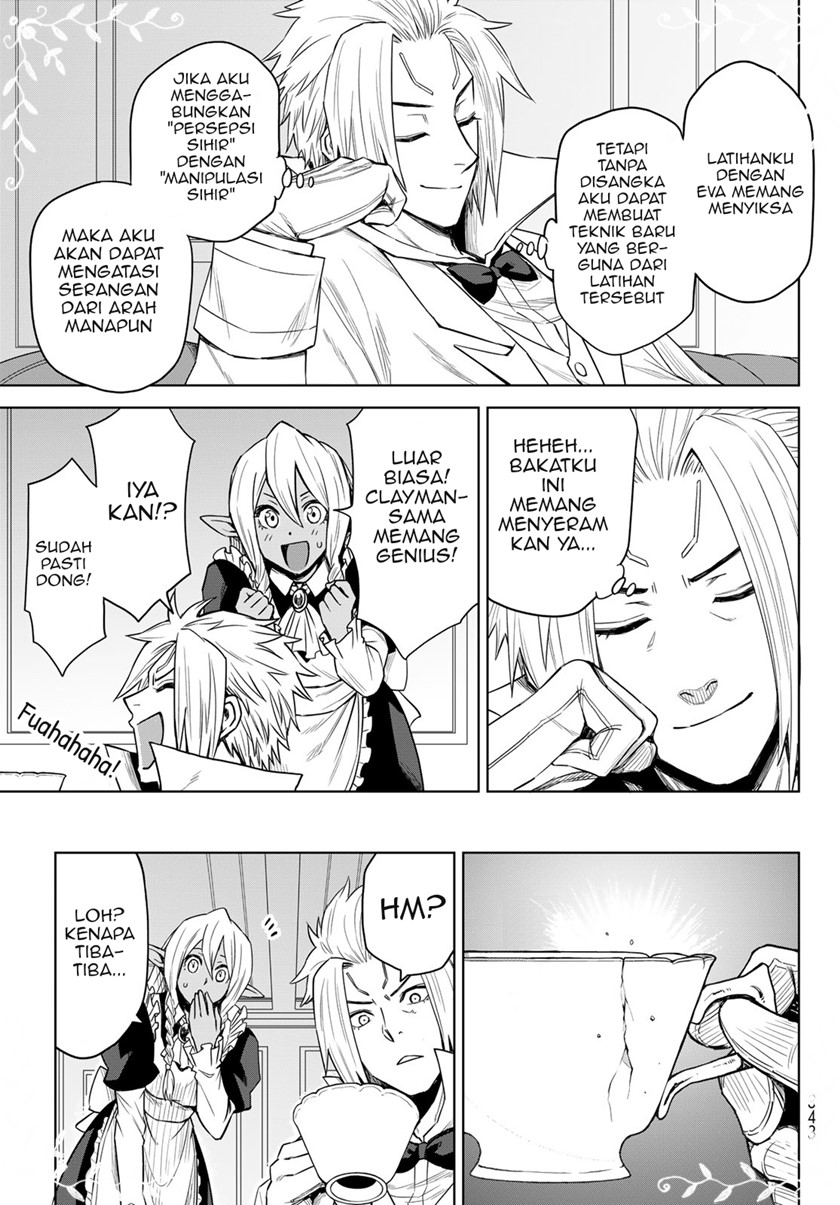 LATIHANKU
DENGAN
EVA MEMANG
MENYIKSA
TETAPI
TANPA
DISANGKA
AKU DAPAT
MEMBUAT
TEKNIK BARU
YANG BER-
GUNA DARI
LATIHAN
TERSEBUT
JIKA AKU
MENGGA-
BUNGKAN
"PERSEPSI
SIHIR"
DENGAN
"MANIPULASI
SIHIR"
MAKA AKU
AKAN DAPAT
MENGATASI
SERANGAN
DARI ARAH
MANAPUN
HEHEH...
BAKATKU
INI
MEMANG
MENYERAM
KAN YA...
LUAR
BIASA!
CLAYMAN-
SAMA
MEMANG
GENIUS!
IYA
KAN!?
SUDAH
PASTI
DONG!
Fuahahaha!
HM?
LOH?
KENAPA
TIBA-
TIBA...